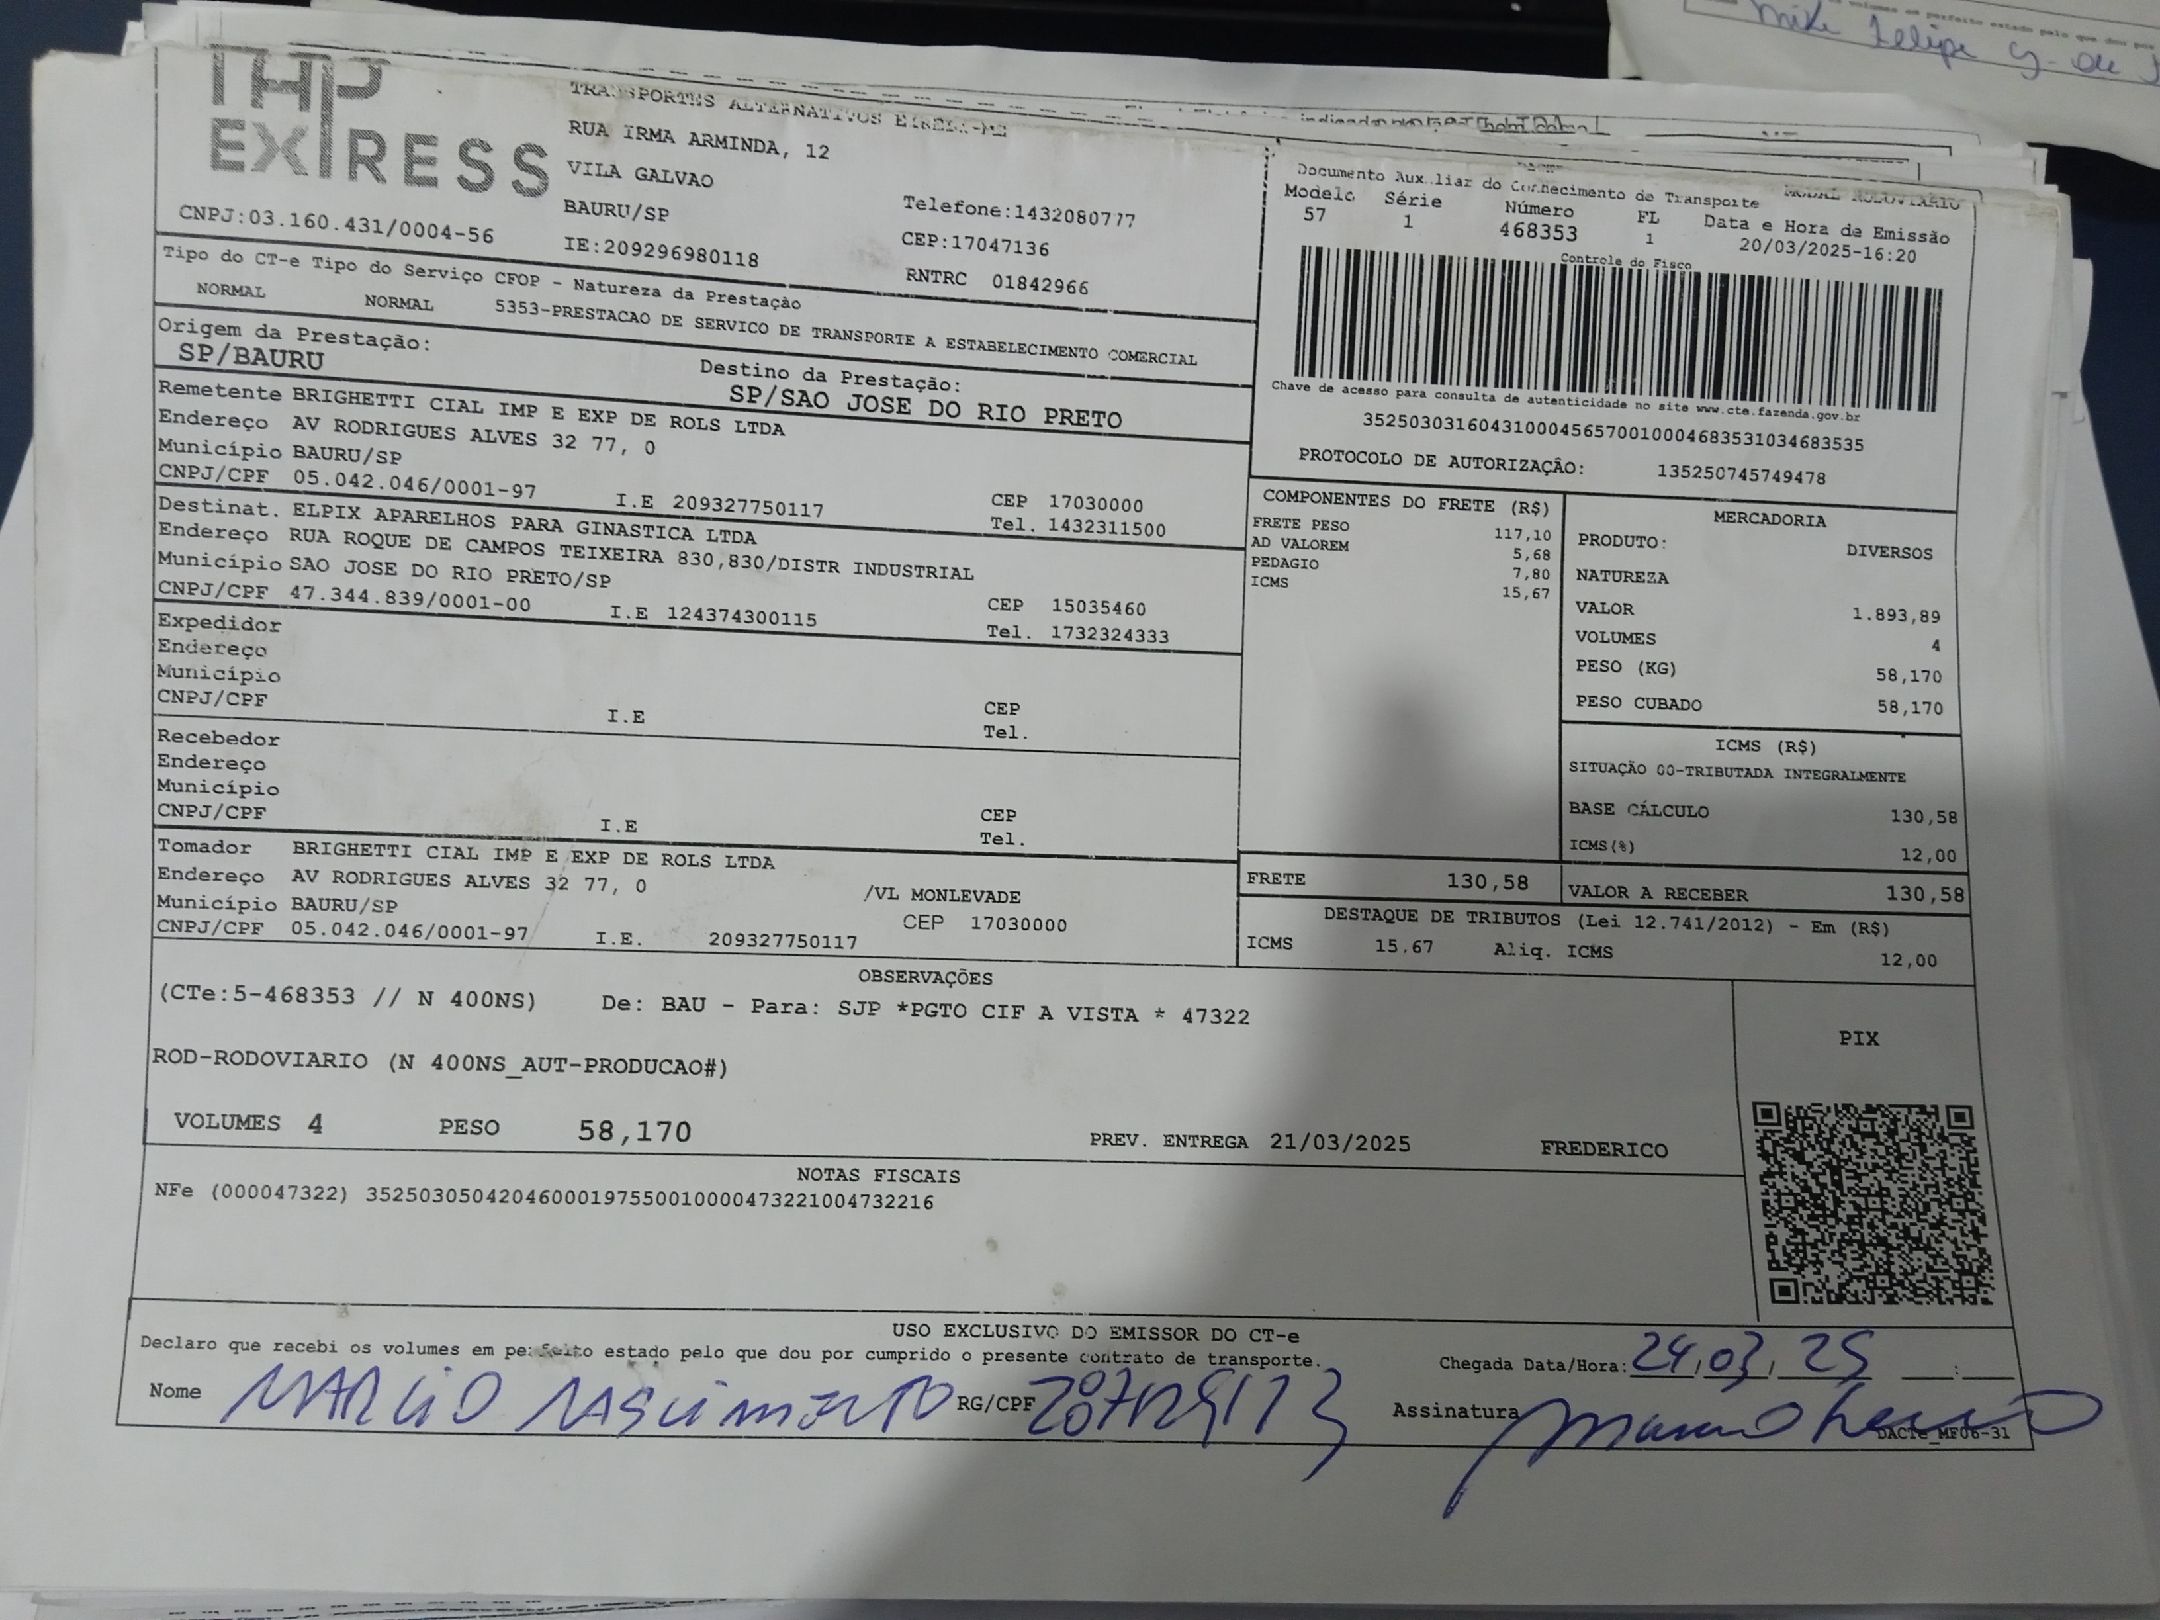 THP
EXPRESS
TRANSPORTES ALTERNATIVOS EIRELI-ME
RUA IRMA ARMINDA, 12
VILA GALVAO
BAURU/SP
Telefone:1432080777
CNPJ:03.160.431/0004-56
IE:209296980118
CEP:17047136
RNTRC 01842966
Documento Auxiliar do Conhecimento de Transporte
MODAL RODOVIARIO
Modelo Série Número FL Data e Hora de Emissão
57 1 468353 1 20/03/2025-16:20
Controle do Fisco
Chave de acesso para consulta de autenticidade no site www.cte.fazenda.gov.br
35250303160431000456570010004683531034683535
PROTOCOLO DE AUTORIZAÇÃO: 135250745749478
Tipo do CT-e Tipo do Serviço CFOP - Natureza da Prestação
NORMAL NORMAL 5353-PRESTACAO DE SERVICO DE TRANSPORTE A ESTABELECIMENTO COMERCIAL
Origem da Prestação:
SP/BAURU
Destino da Prestação:
SP/SAO JOSE DO RIO PRETO
Remetente BRIGHETTI CIAL IMP E EXP DE ROLS LTDA
Endereço AV RODRIGUES ALVES 32 77, 0
Município BAURU/SP
CEP 17030000
CNPJ/CPF 05.042.046/0001-97 I.E 209327750117 Tel. 1432311500
Destinat. ELPIX APARELHOS PARA GINASTICA LTDA
Endereço RUA ROQUE DE CAMPOS TEIXEIRA 830,830/DISTR INDUSTRIAL
Município SAO JOSE DO RIO PRETO/SP
CEP 15035460
CNPJ/CPF 47.344.839/0001-00 I.E 124374300115 Tel. 1732324333
Expedidor
Endereço
Município
CEP
CNPJ/CPF I.E Tel.
Recebedor
Endereço
Município
CEP
CNPJ/CPF I.E Tel.
Tomador BRIGHETTI CIAL IMP E EXP DE ROLS LTDA
Endereço AV RODRIGUES ALVES 32 77, 0 /VL MONLEVADE
Município BAURU/SP CEP 17030000
CNPJ/CPF 05.042.046/0001-97 I.E. 209327750117
COMPONENTES DO FRETE (R$)
FRETE PESO 117,10
AD VALOREM 5,68
PEDAGIO 7,80
ICMS 15,67
MERCADORIA
PRODUTO: DIVERSOS
NATUREZA
VALOR 1.893,89
VOLUMES 4
PESO (KG) 58,170
PESO CUBADO 58,170
ICMS (R$)
SITUAÇÃO 00-TRIBUTADA INTEGRALMENTE
BASE CÁLCULO 130,58
ICMS(%) 12,00
FRETE 130,58 VALOR A RECEBER 130,58
DESTAQUE DE TRIBUTOS (Lei 12.741/2012) - Em (R$)
ICMS 15.67 Aliq. ICMS 12,00
OBSERVAÇÕES
(CTe:5-468353 // N 400NS) De: BAU - Para: SJP *PGTO CIF A VISTA * 47322
ROD-RODOVIARIO (N 400NS_AUT-PRODUCAO#)
PIX
VOLUMES 4 PESO 58,170 PREV. ENTREGA 21/03/2025 FREDERICO
NOTAS FISCAIS
NFe (000047322) 35250305042046000197550010000473221004732216
USO EXCLUSIVO DO EMISSOR DO CT-e
Declaro que recebi os volumes em perfeito estado pelo que dou por cumprido o presente contrato de transporte.
Chegada Data/Hora: 24,03,25
Nome MARCIO NASCIMENTO RG/CPF
Assinatura
DACTe_MF06-31